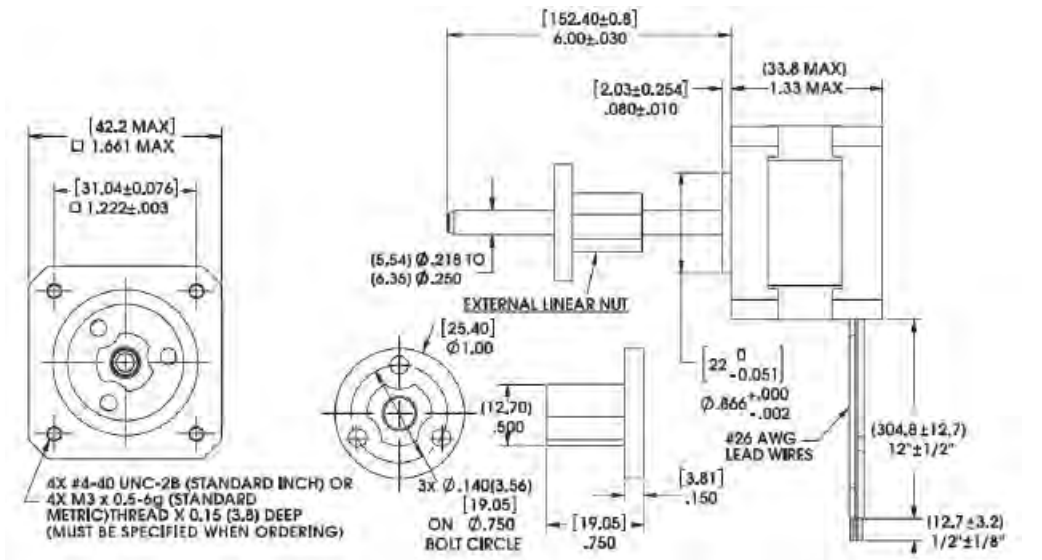 [152.40±0.8]
6.00±.030
(33.8 MAX)
1.33 MAX
[2.03±0.254]
.080±.010
[42.2 MAX]
□ 1.661 MAX
[31.04±0.076]
□ 1.222±.003
(5.54) Ø.218 TO
(6.35) Ø.250
EXTERNAL LINEAR NUT
[25.40]
Ø1.00
[22 0 -0.051]
Ø.866 +.000 -.002
(12.70)
.500
#26 AWG
LEAD WIRES
(304.8±12.7)
12"±1/2"
4X #4-40 UNC-2B (STANDARD INCH) OR
4X M3 x 0.5-6g (STANDARD
METRIC)THREAD X 0.15 (3.8) DEEP
(MUST BE SPECIFIED WHEN ORDERING)
3x Ø.140(3.56)
[19.05]
ON Ø.750
BOLT CIRCLE
[3.81]
.150
[19.05]
.750
(12.7±3.2)
1/2"±1/8"